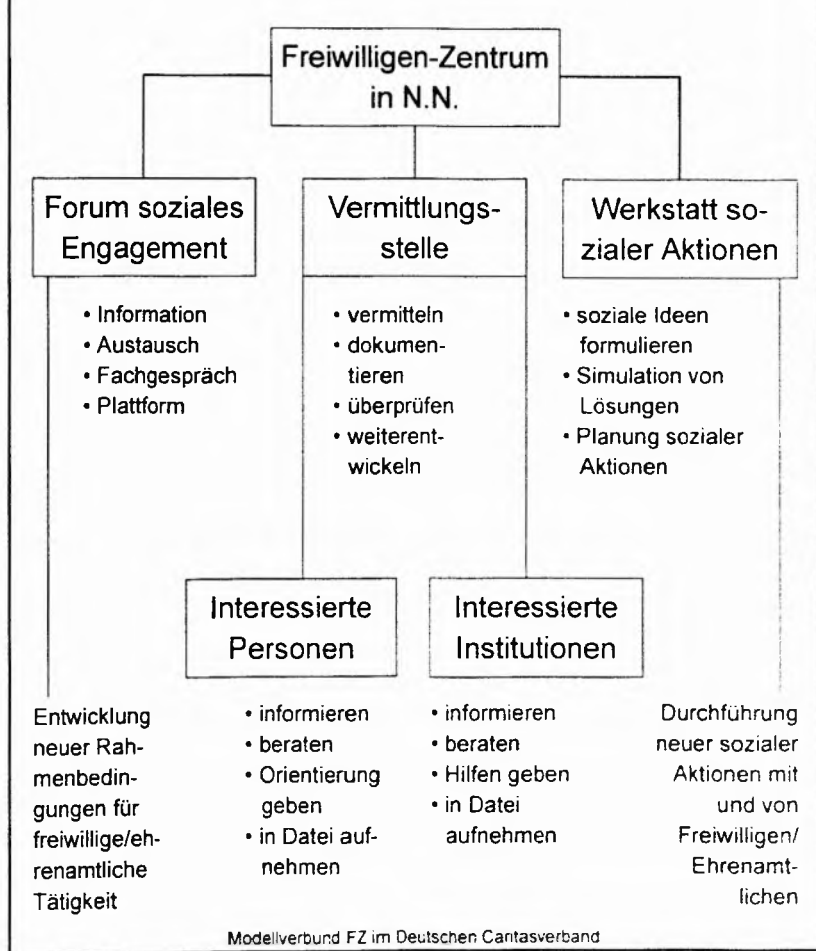 Freiwilligen-Zentrum
in N.N.
Forum soziales
Engagement
• Information
• Austausch
• Fachgespräch
• Plattform
Vermittlungs-
stelle
• vermitteln
• dokumen-
tieren
• überprüfen
• weiterent-
wickeln
Werkstatt so-
zialer Aktionen
• soziale Ideen
formulieren
• Simulation von
Lösungen
• Planung sozialer
Aktionen
Interessierte
Personen
Interessierte
Institutionen
Entwicklung
neuer Rah-
menbedin-
gungen für
freiwillige/eh-
renamtliche
Tätigkeit
• informieren
• beraten
• Orientierung
geben
• in Datei auf-
nehmen
• informieren
• beraten
• Hilfen geben
• in Datei
aufnehmen
Durchführung
neuer sozialer
Aktionen mit
und von
Freiwilligen/
Ehrenamt-
lichen
Modellverbund FZ im Deutschen Caritasverband